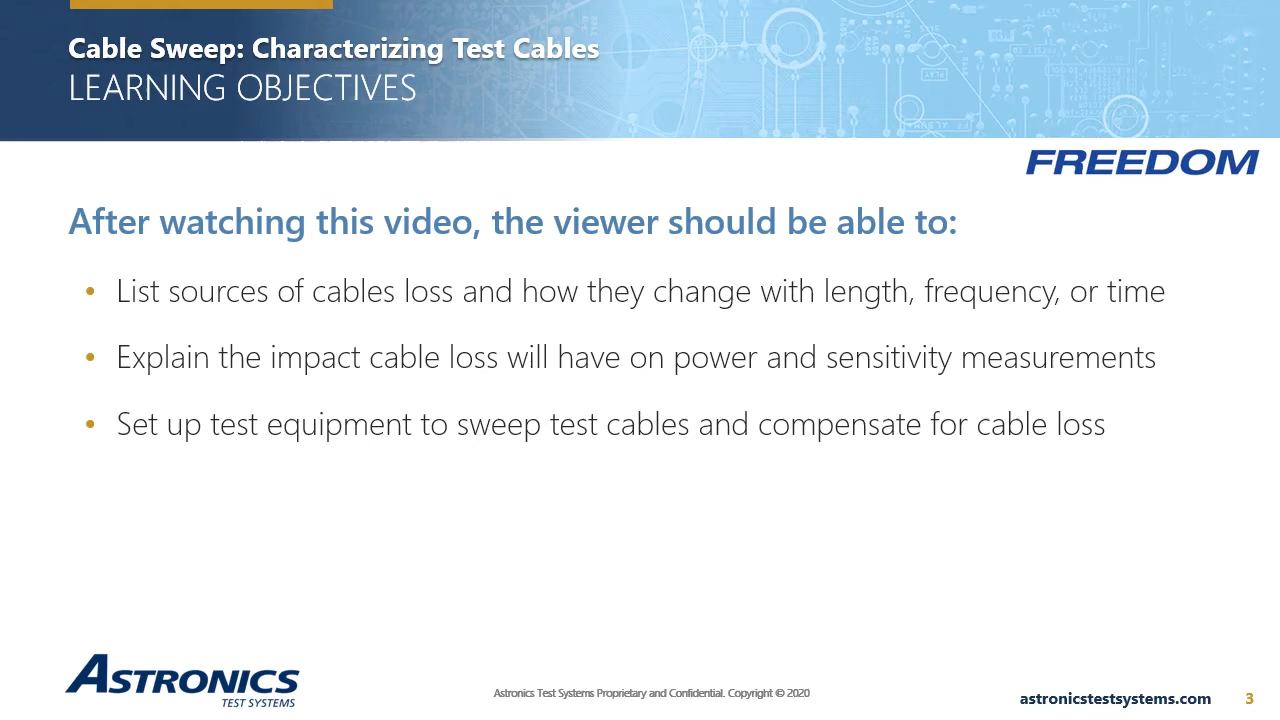 Cable Sweep: Characterizing Test Cables
LEARNING OBJECTIVES
FREEDOM
After watching this video, the viewer should be able to:
• List sources of cables loss and how they change with length, frequency, or time
• Explain the impact cable loss will have on power and sensitivity measurements
• Set up test equipment to sweep test cables and compensate for cable loss
ASTRONICS
TEST SYSTEMS
Astronics Test Systems Proprietary and Confidential. Copyright © 2020
astronicstestsystems.com
3